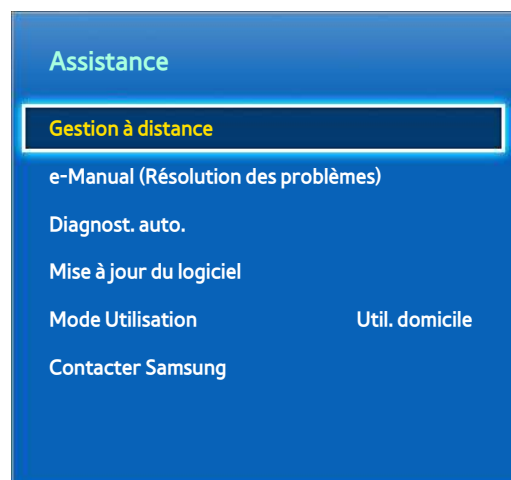 Assistance
Gestion à distance
e-Manual (Résolution des problèmes)
Diagnost. auto.
Mise à jour du logiciel
Mode Utilisation Util. domicile
Contacter Samsung